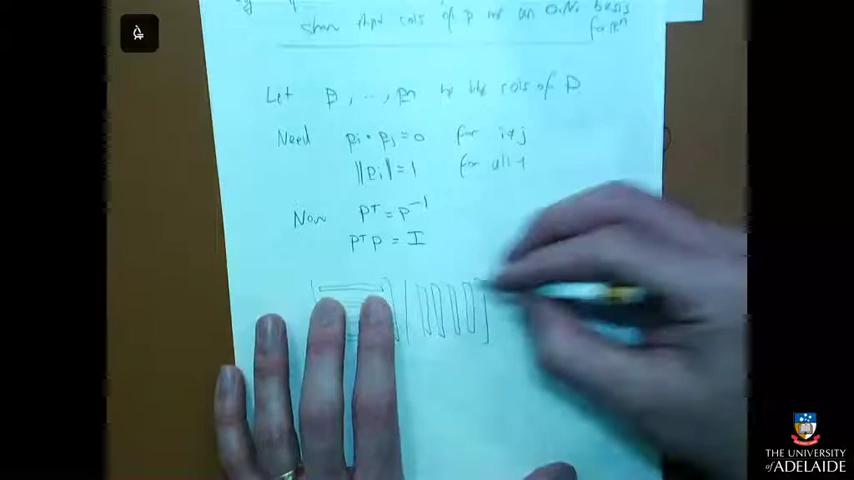 show that cols of P are an O.N. basis
for ℝⁿ
Let p₁, ..., pₙ be the cols of P
Need pᵢ · pⱼ = 0 for i≠j
||pᵢ|| = 1 for all i
Now Pᵀ = P⁻¹
PᵀP = I
THE UNIVERSITY
of ADELAIDE